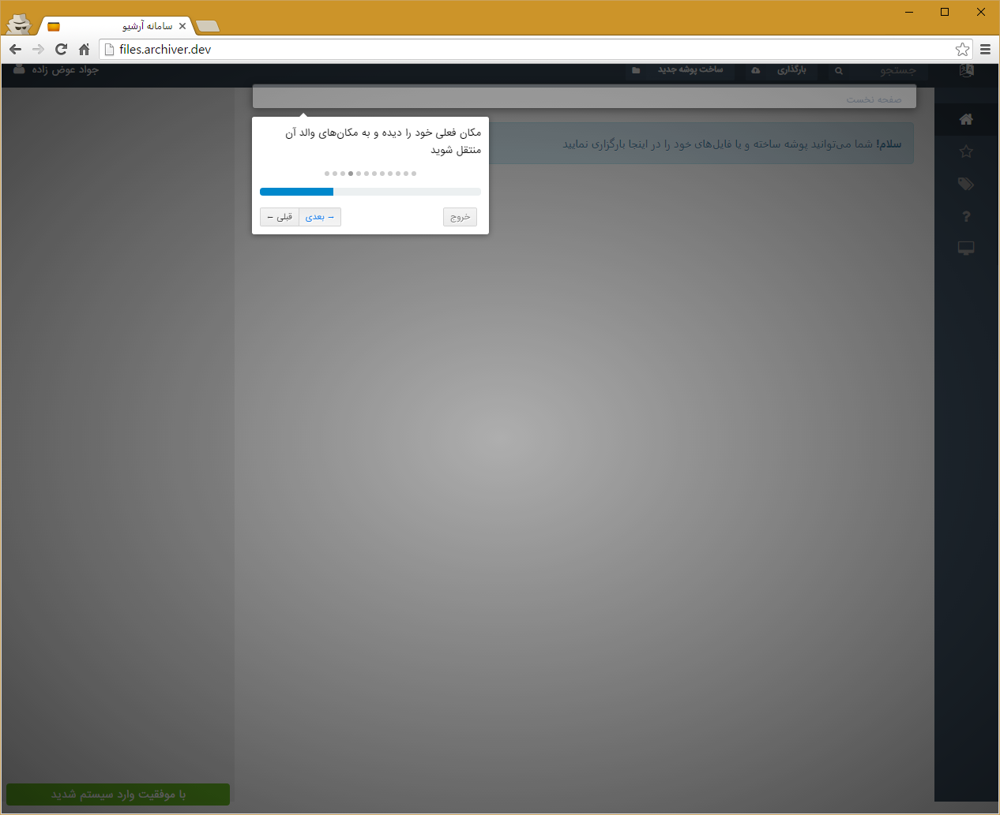 سامانه آرشیو
files.archiver.dev
جستجو
بارگذاری
ساخت پوشه جدید
جواد عوض زاده
صفحه نخست
سلام! شما می‌توانید پوشه ساخته و یا فایل‌های خود را در اینجا بارگزاری نمایید
مکان فعلی خود را دیده و به مکان‌های والد آن
منتقل شوید
خروج
→ بعدی
قبلی ←
?
با موفقیت وارد سیستم شدید